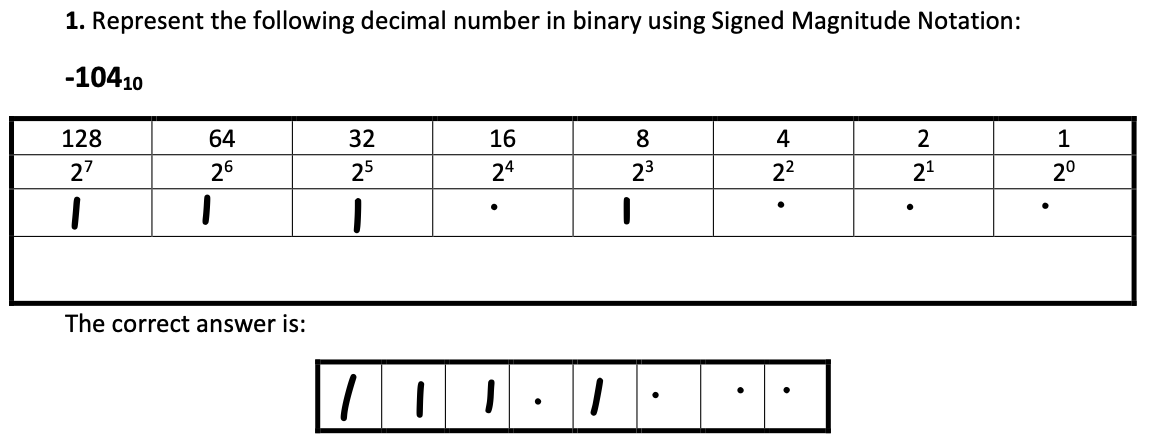 1. Represent the following decimal number in binary using Signed Magnitude Notation:
-104₁₀
128 64 32 16 8 4 2 1
2⁷ 2⁶ 2⁵ 2⁴ 2³ 2² 2¹ 2⁰
1 1 1 . 1 . . .
The correct answer is:
1 1 1 . 1 . . .